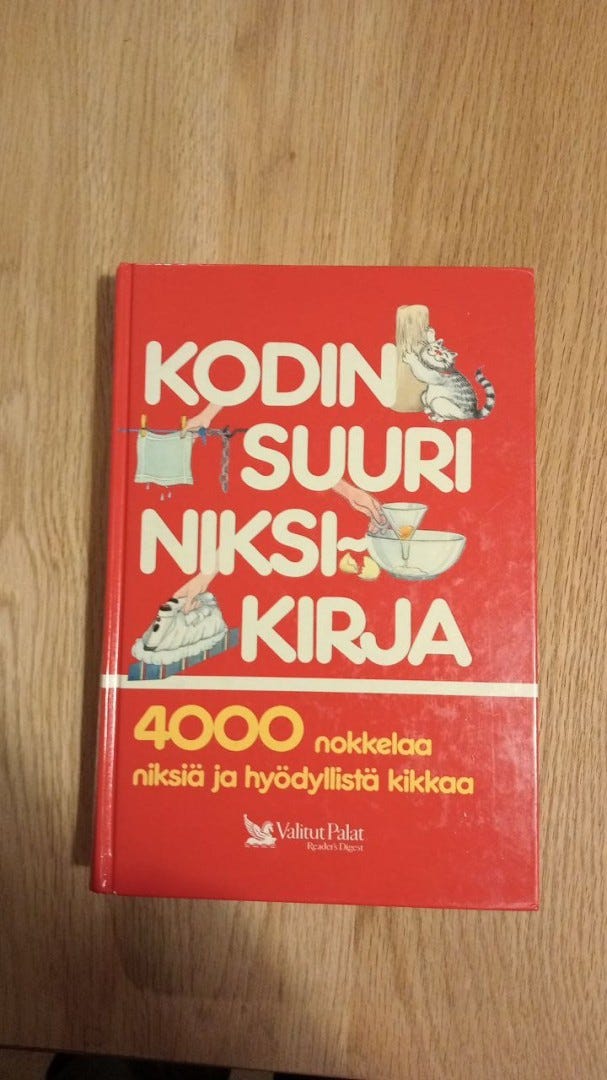 KODIN
SUURI
NIKSI-
KIRJA
4000 nokkelaa
niksiä ja hyödyllistä kikkaa
Valitut Palat
Reader's Digest